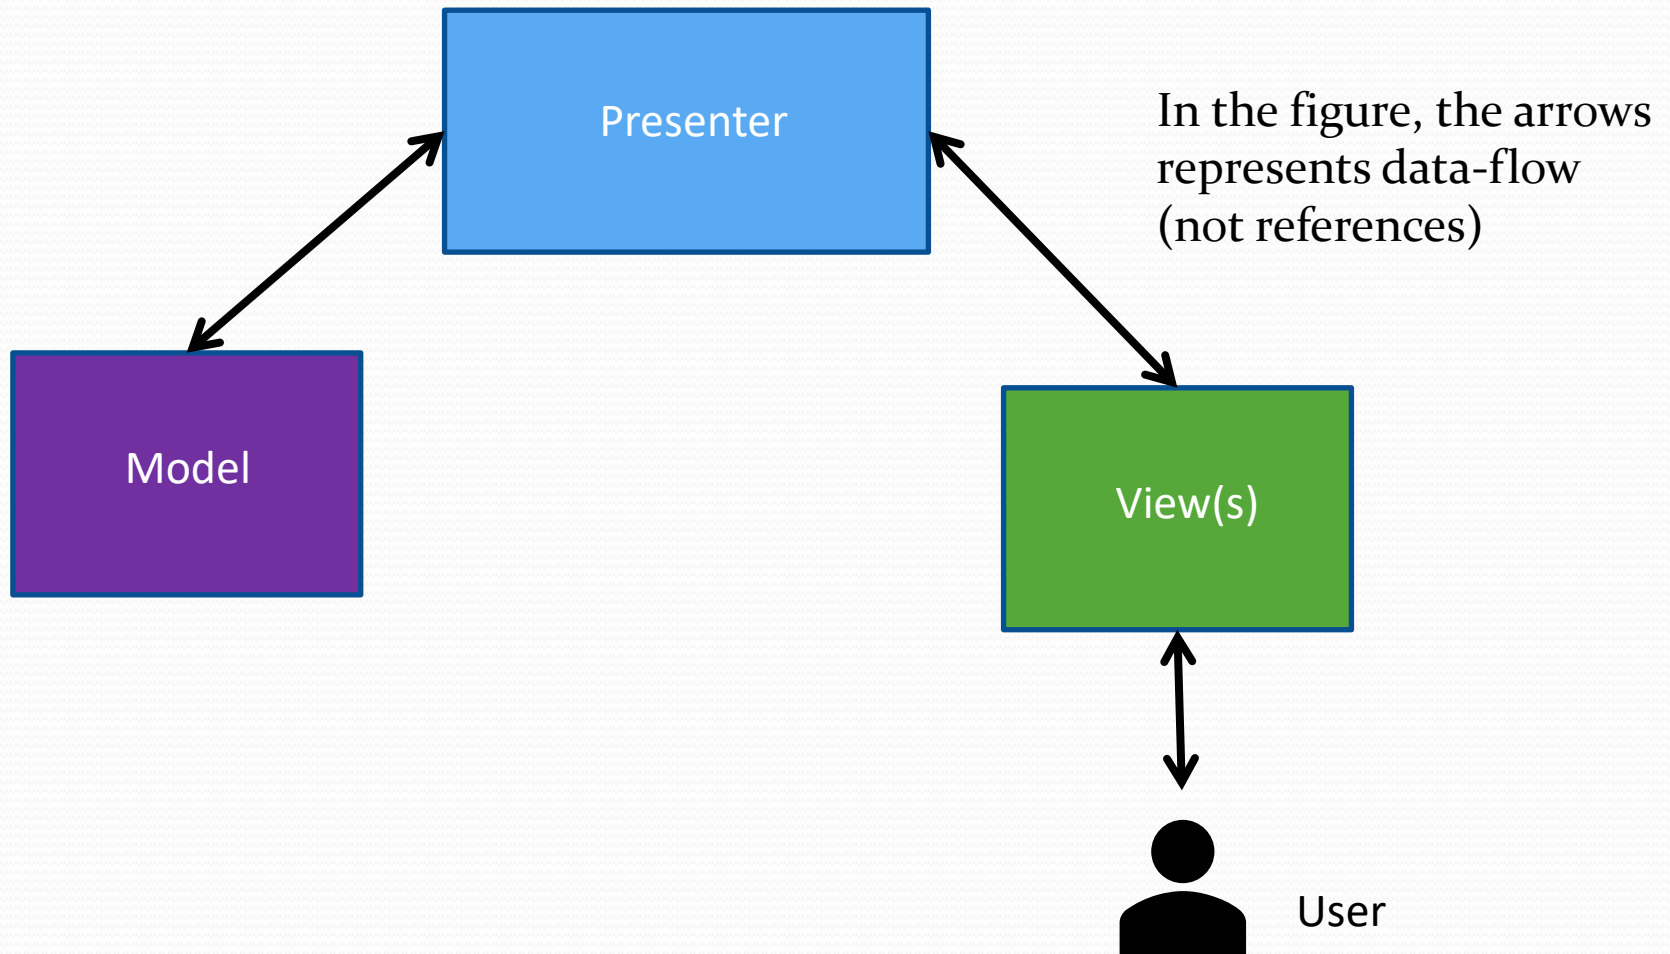 Presenter
In the figure, the arrows
represents data-flow
(not references)
Model
View(s)
User